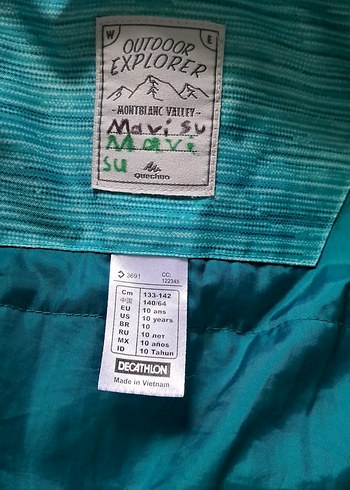 W E
OUTDOOR
EXPLORER
-MONTBLANC VALLEY-
Mavi su
Mavi
su
Quechua
3691 CC: 122345
Cm 133-142
中国 140/64
EU 10 ans
US 10 years
BR 10
RU 10 лет
MX 10 años
ID 10 Tahun
DECATHLON
Made in Vietnam